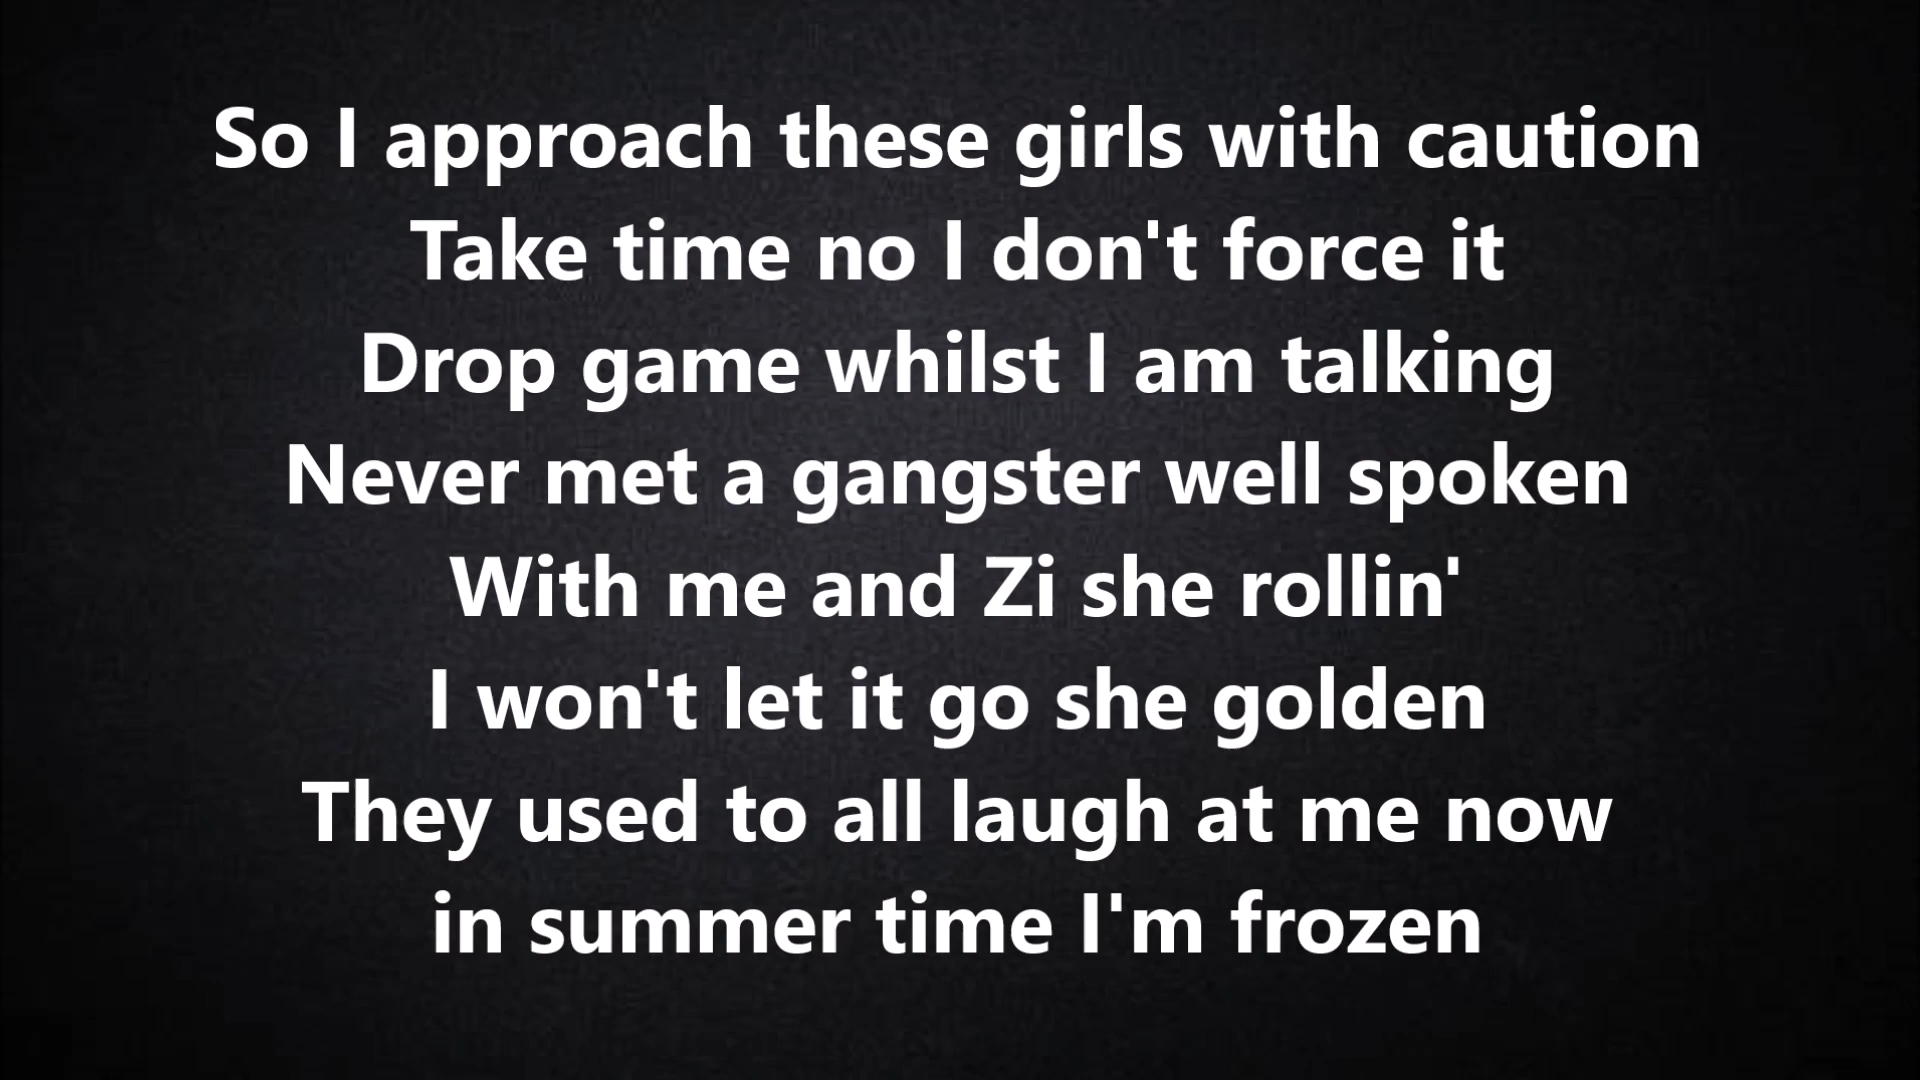 So I approach these girls with caution
Take time no I don't force it
Drop game whilst I am talking
Never met a gangster well spoken
With me and Zi she rollin'
I won't let it go she golden
They used to all laugh at me now
in summer time I'm frozen